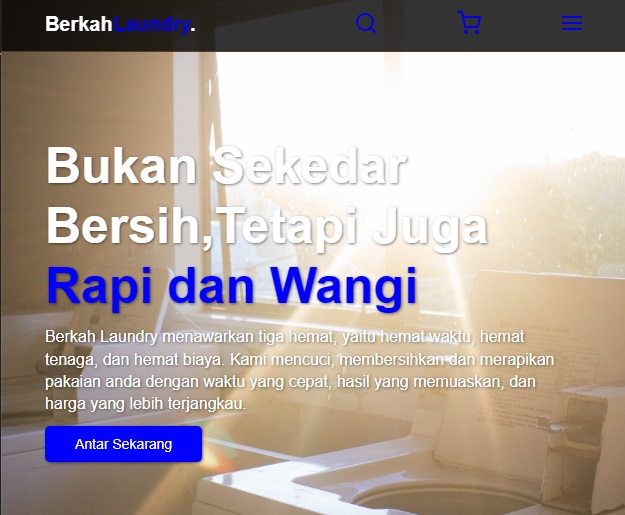 BerkahLaundry.
Bukan Sekedar
Bersih,Tetapi Juga
Rapi dan Wangi
Berkah Laundry menawarkan tiga hemat, yaitu hemat waktu, hemat
tenaga, dan hemat biaya. Kami mencuci, membersihkan dan merapikan
pakaian anda dengan waktu yang cepat, hasil yang memuaskan, dan
harga yang lebih terjangkau.
Antar Sekarang